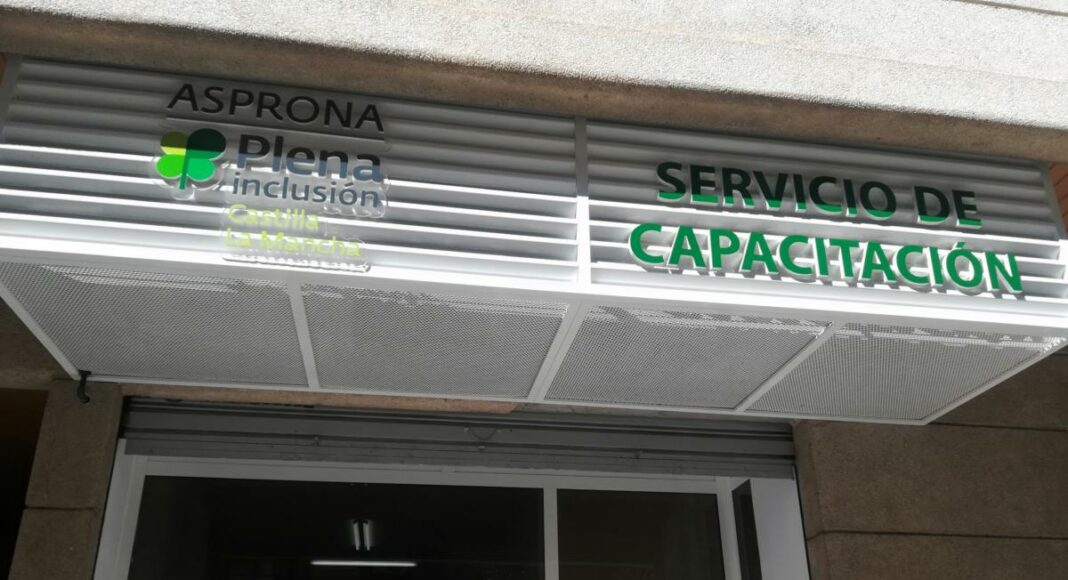 ASPRONA
Plena
inclusión
Castilla
La Mancha
SERVICIO DE
CAPACITACIÓN